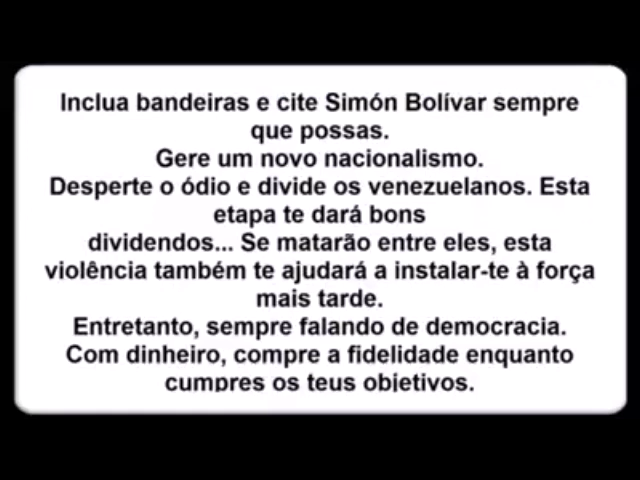 Inclua bandeiras e cite Simón Bolívar sempre
que possas.
Gere um novo nacionalismo.
Desperte o ódio e divide os venezuelanos. Esta
etapa te dará bons
dividendos... Se matarão entre eles, esta
violência também te ajudará a instalar-te à força
mais tarde.
Entretanto, sempre falando de democracia.
Com dinheiro, compre a fidelidade enquanto
cumpres os teus objetivos.